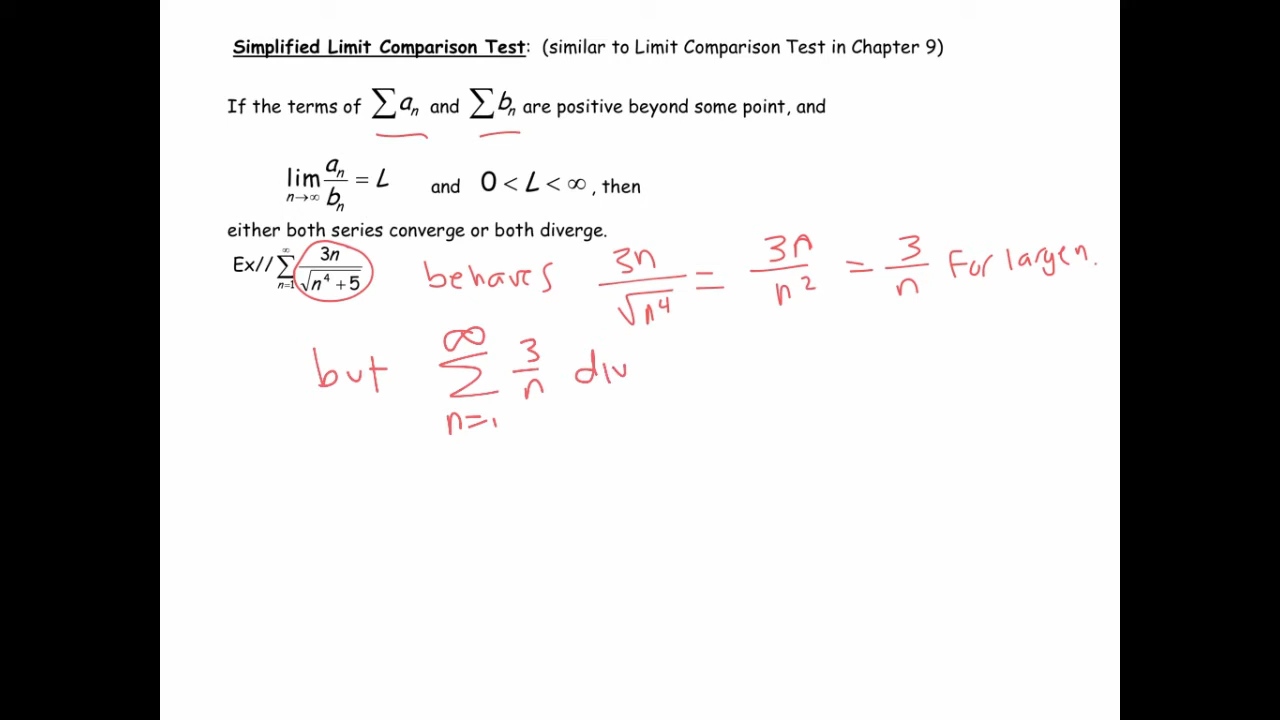 Simplified Limit Comparison Test: (similar to Limit Comparison Test in Chapter 9)
If the terms of ∑aₙ and ∑bₙ are positive beyond some point, and
lim n→∞ aₙ/bₙ = L and 0 < L < ∞, then
either both series converge or both diverge.
Ex// ∑ n=1 ∞ 3n/√(n⁴ + 5) behaves 3n/√n⁴ = 3n/n² = 3/n for large n.
but ∑ n=1 ∞ 3/n div